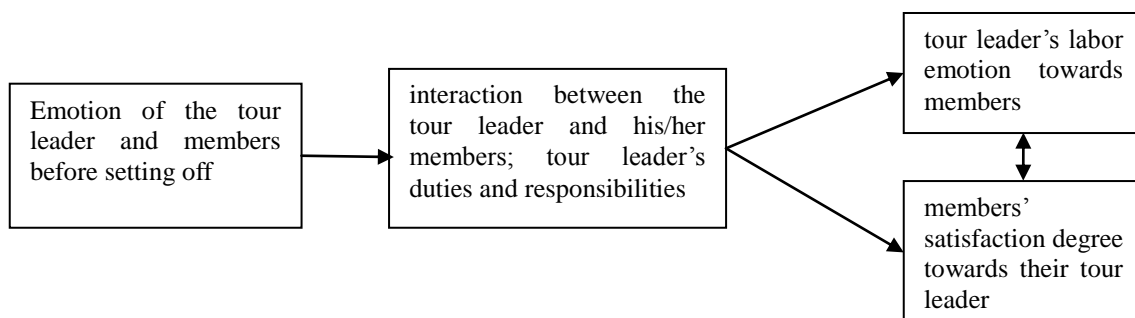 Emotion of the tour
leader and members
before setting off
interaction between the
tour leader and his/her
members; tour leader’s
duties and responsibilities
tour leader’s labor
emotion towards
members
members’
satisfaction degree
towards their tour
leader